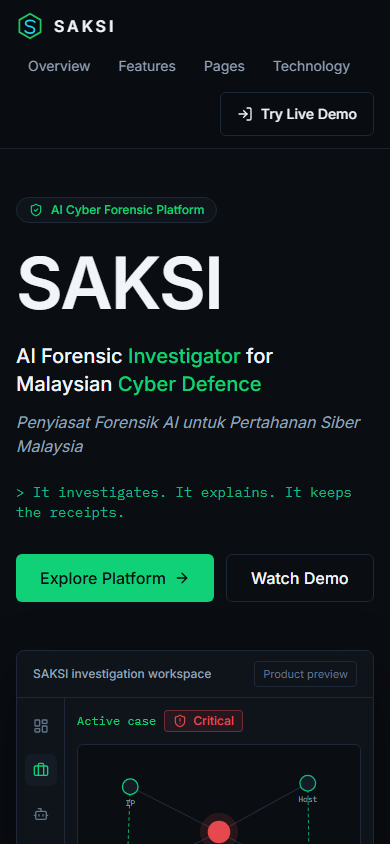 SAKSI
Overview Features Pages Technology
Try Live Demo
AI Cyber Forensic Platform
SAKSI
AI Forensic Investigator for
Malaysian Cyber Defence
Penyiasat Forensik AI untuk Pertahanan Siber
Malaysia
> It investigates. It explains. It keeps
the receipts.
Explore Platform
Watch Demo
SAKSI investigation workspace
Product preview
Active case
Critical
IP
Host